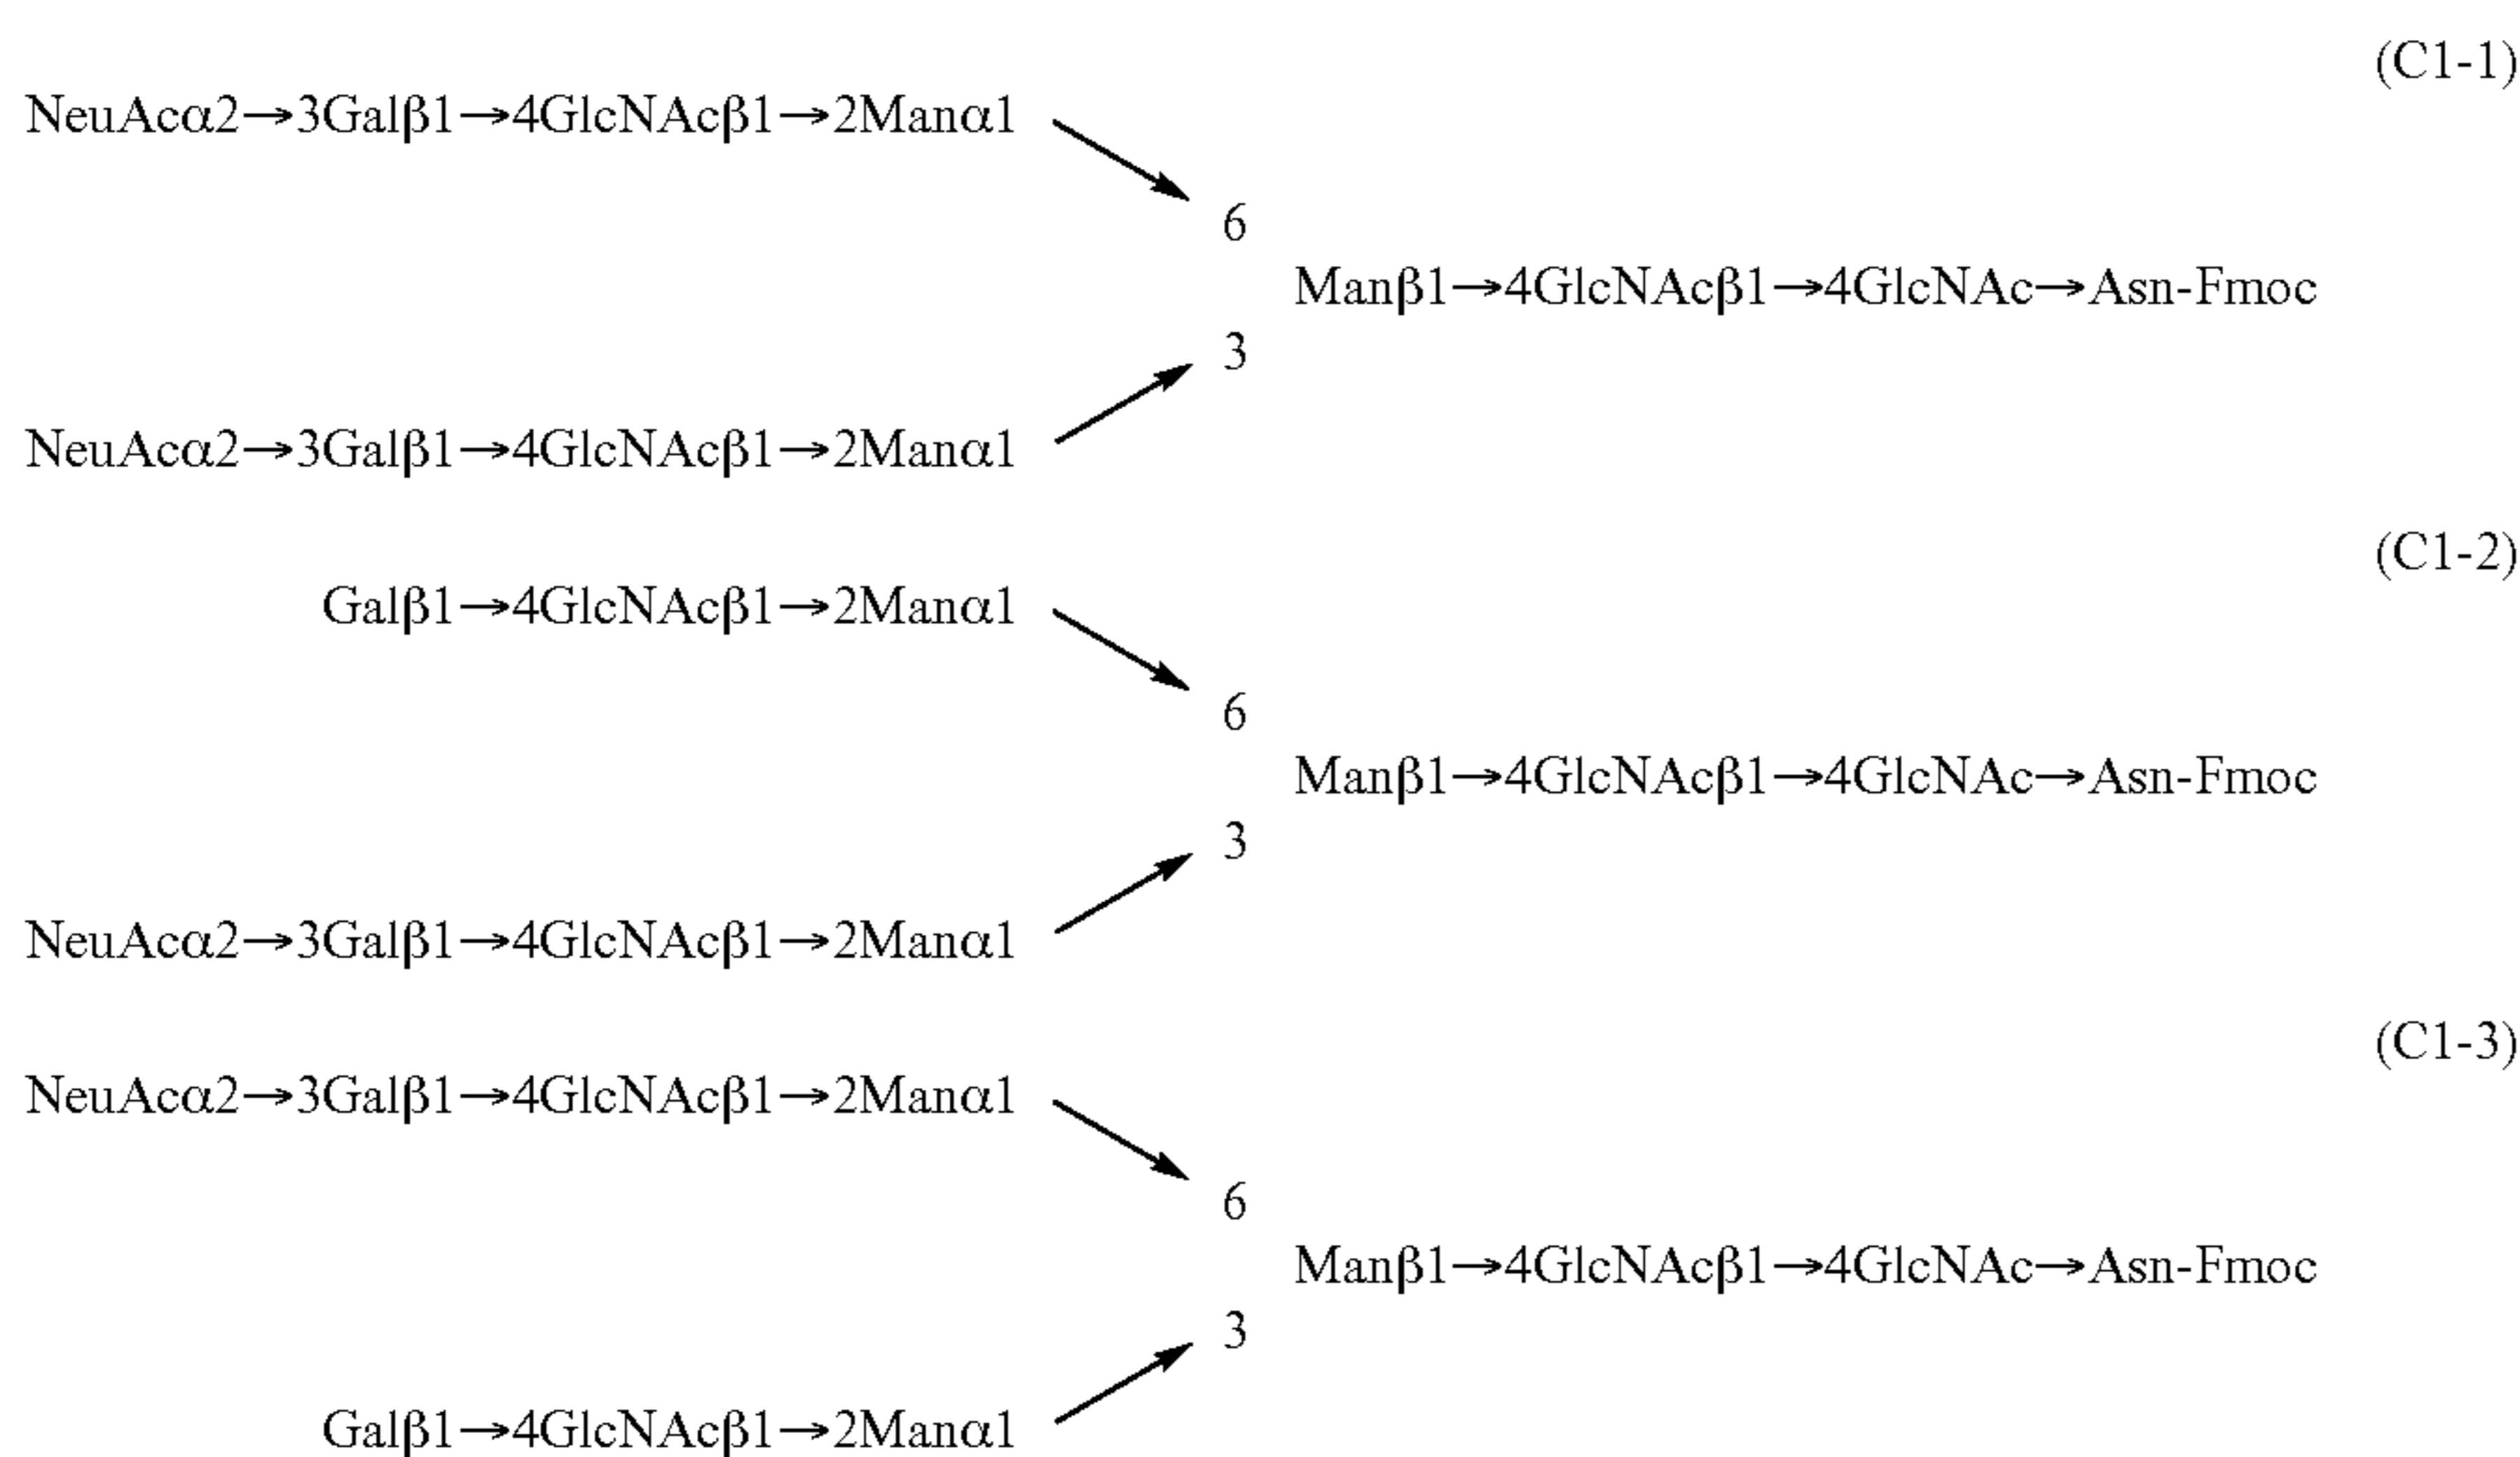 (C1-1)
NeuAcα2→3Galβ1→4GlcNAcβ1→2Manα1
6
Manβ1→4GlcNAcβ1→4GlcNAc→Asn-Fmoc
3
NeuAcα2→3Galβ1→4GlcNAcβ1→2Manα1
(C1-2)
Galβ1→4GlcNAcβ1→2Manα1
6
Manβ1→4GlcNAcβ1→4GlcNAc→Asn-Fmoc
3
NeuAcα2→3Galβ1→4GlcNAcβ1→2Manα1
(C1-3)
NeuAcα2→3Galβ1→4GlcNAcβ1→2Manα1
6
Manβ1→4GlcNAcβ1→4GlcNAc→Asn-Fmoc
3
Galβ1→4GlcNAcβ1→2Manα1